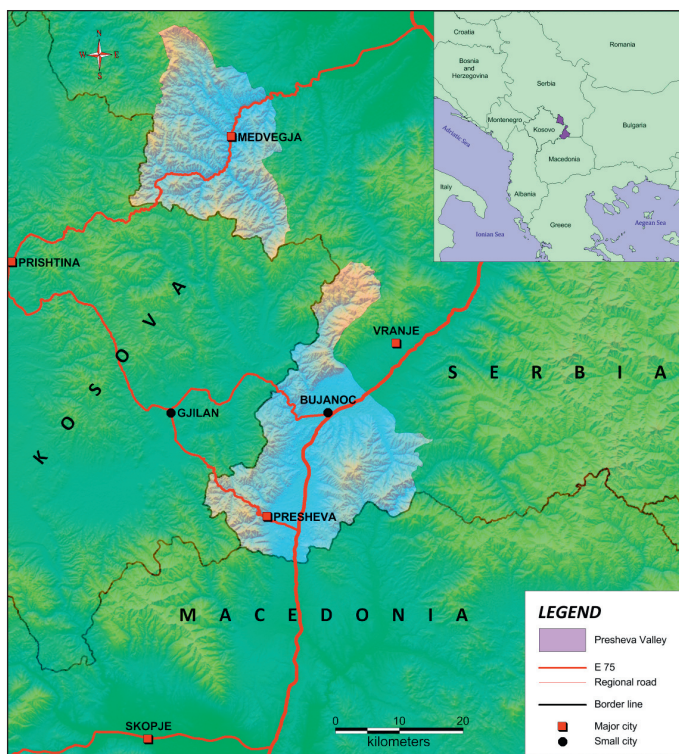 N
W E
S
MEDVEGJA
PRISHTINA
KOSOVA
VRANJE
SERBIA
BUJANOC
GJILAN
PRESHEVA
MACEDONIA
SKOPJE
0 10 20
kilometers
Croatia
Romania
Bosnia
and
Herzegovina
Serbia
Montenegro
Kosovo
Bulgaria
Adriatic Sea
Macedonia
Italy
Albania
Greece
Aegean Sea
Ionian Sea
LEGEND
Presheva Valley
E 75
Regional road
Border line
Major city
Small city